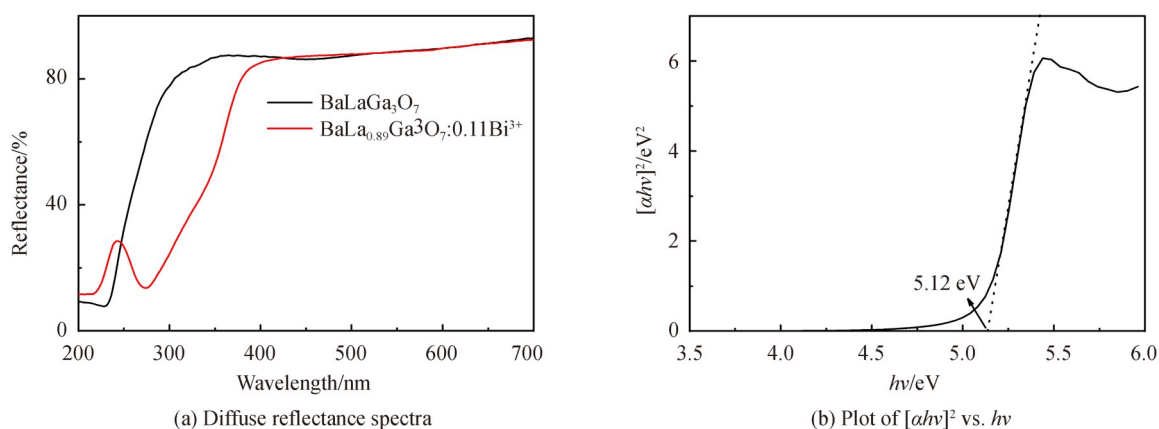 80
40
0
200
300
400
500
600
700
Reflectance/%
Wavelength/nm
BaLaGa₃O₇
BaLa₀.₈₉Ga³O₇:0.11Bi³⁺
(a) Diffuse reflectance spectra
6
4
2
0
3.5
4.0
4.5
5.0
5.5
6.0
[αhν]²/eV²
5.12 eV
hν/eV
(b) Plot of [αhν]² vs. hν